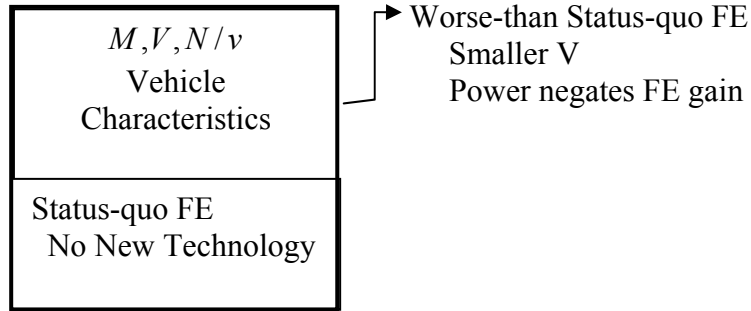 M,V,N/v
Vehicle
Characteristics
Status-quo FE
No New Technology
Worse-than Status-quo FE
Smaller V
Power negates FE gain